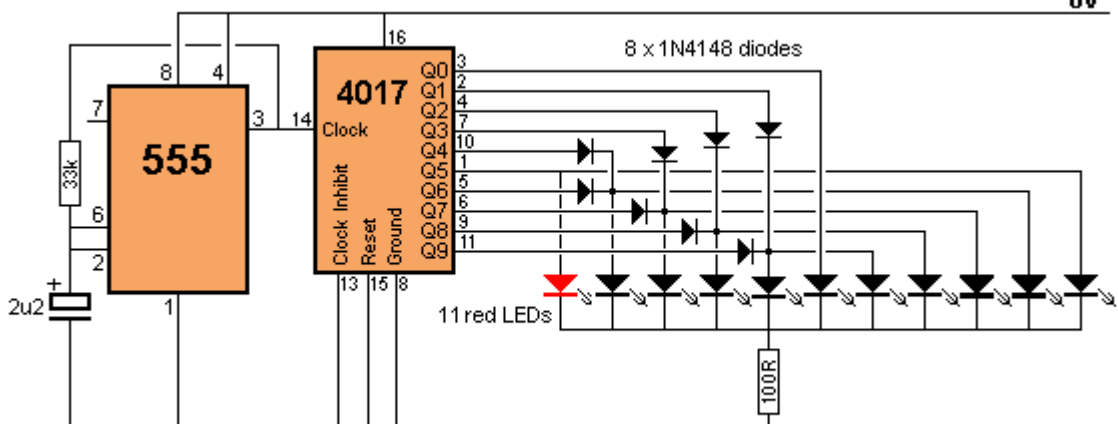 16
8 x 1N4148 diodes
8
4
7
3
14
555
33k
6
2
1
2u2
+
4017
Clock
Clock Inhibit
Reset
Ground
Q0
Q1
Q2
Q3
Q4
Q5
Q6
Q7
Q8
Q9
3
2
4
7
10
1
5
6
9
11
13
15
8
11 red LEDs
100R